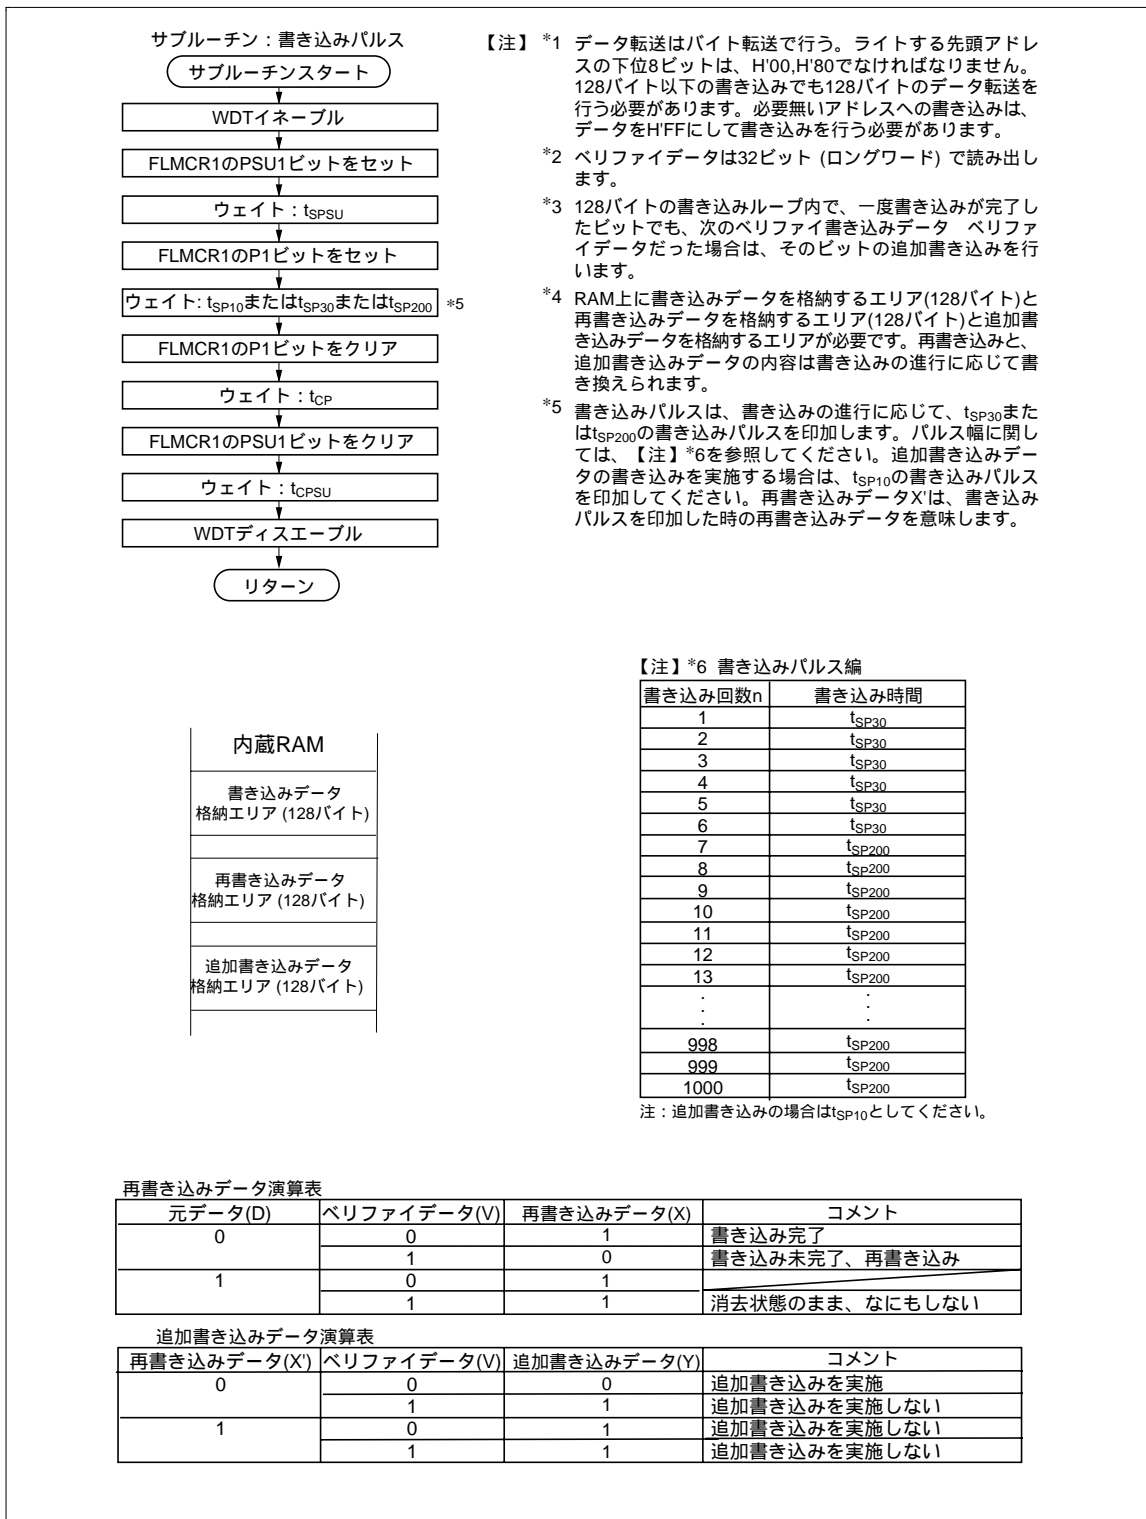 サブルーチン：書き込みパルス
サブルーチンスタート
WDTイネーブル
FLMCR1のPSU1ビットをセット
ウェイト：tSPSU
FLMCR1のP1ビットをセット
ウェイト: tSP10またはtSP30またはtSP200 *5
FLMCR1のP1ビットをクリア
ウェイト：tCP
FLMCR1のPSU1ビットをクリア
ウェイト：tCPSU
WDTディスエーブル
リターン
【注】 *1 データ転送はバイト転送で行う。ライトする先頭アドレ
スの下位8ビットは、H'00,H'80でなければなりません。
128バイト以下の書き込みでも128バイトのデータ転送を
行う必要があります。必要無いアドレスへの書き込みは、
データをH'FFにして書き込みを行う必要があります。
*2 ベリファイデータは32ビット (ロングワード) で読み出し
ます。
*3 128バイトの書き込みループ内で、一度書き込みが完了し
たビットでも、次のベリファイ書き込みデータ　ベリファ
イデータだった場合は、そのビットの追加書き込みを行
います。
*4 RAM上に書き込みデータを格納するエリア(128バイト)と
再書き込みデータを格納するエリア(128バイト)と追加書
き込みデータを格納するエリアが必要です。再書き込みと、
追加書き込みデータの内容は書き込みの進行に応じて書
き換えられます。
*5 書き込みパルスは、書き込みの進行に応じて、tSP30また
はtSP200の書き込みパルスを印加します。パルス幅に関し
ては、【注】*6を参照してください。追加書き込みデー
タの書き込みを実施する場合は、tSP10の書き込みパルス
を印加してください。再書き込みデータX'は、書き込み
パルスを印加した時の再書き込みデータを意味します。
内蔵RAM
書き込みデータ
格納エリア (128バイト)
再書き込みデータ
格納エリア (128バイト)
追加書き込みデータ
格納エリア (128バイト)
【注】*6 書き込みパルス編
書き込み回数n 書き込み時間
1 tSP30
2 tSP30
3 tSP30
4 tSP30
5 tSP30
6 tSP30
7 tSP200
8 tSP200
9 tSP200
10 tSP200
11 tSP200
12 tSP200
13 tSP200
. .
. .
. .
998 tSP200
999 tSP200
1000 tSP200
注：追加書き込みの場合はtSP10としてください。
再書き込みデータ演算表
元データ(D) ベリファイデータ(V) 再書き込みデータ(X) コメント
0 0 1 書き込み完了
1 0 書き込み未完了、再書き込み
1 0 1
1 1 消去状態のまま、なにもしない
追加書き込みデータ演算表
再書き込みデータ(X') ベリファイデータ(V) 追加書き込みデータ(Y) コメント
0 0 0 追加書き込みを実施
1 1 追加書き込みを実施しない
1 0 1 追加書き込みを実施しない
1 1 追加書き込みを実施しない